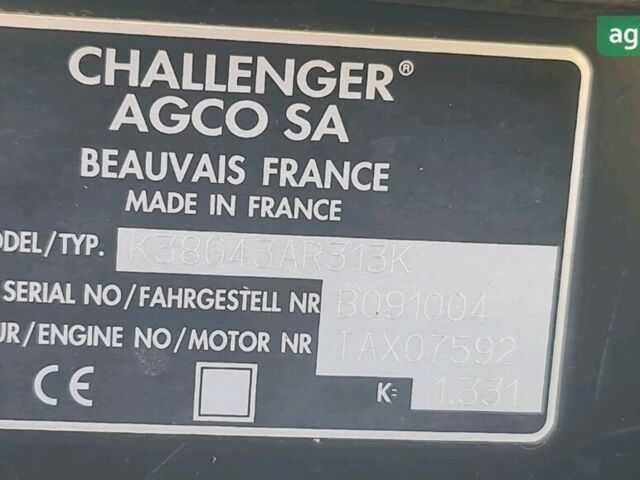 ag
CHALLENGER®
AGCO SA
BEAUVAIS FRANCE
MADE IN FRANCE
ODEL/TYP. K38G43AR313K
SERIAL NO/FAHRGESTELL NR B091004
UR/ENGINE NO/MOTOR NR TAX07592
CE K= 1.331